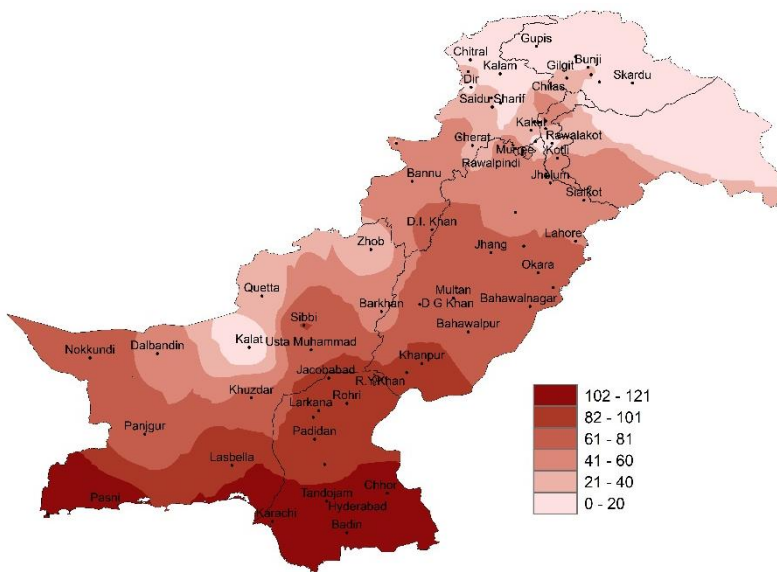 Gupis
Chitral
Kalam
Gilgit
Bunji
Skardu
Dir
Chilas
Saidu Sharif
Kakul
Rawalakot
Cherat
Murree
Kotli
Rawalpindi
Bannu
Jhelum
Sialkot
D.I. Khan
Lahore
Zhob
Jhang
Okara
Quetta
Multan
Barkhan
D G Khan
Bahawalnagar
Sibbi
Bahawalpur
Kalat
Usta Muhammad
Nokkundi
Dalbandin
Khanpur
Jacobabad
R.Y.Khan
Khuzdar
Rohri
Larkana
Panjgur
Padidan
Lasbella
Pasni
Chhor
Tandojam
Hyderabad
Karachi
Badin
102 - 121
82 - 101
61 - 81
41 - 60
21 - 40
0 - 20